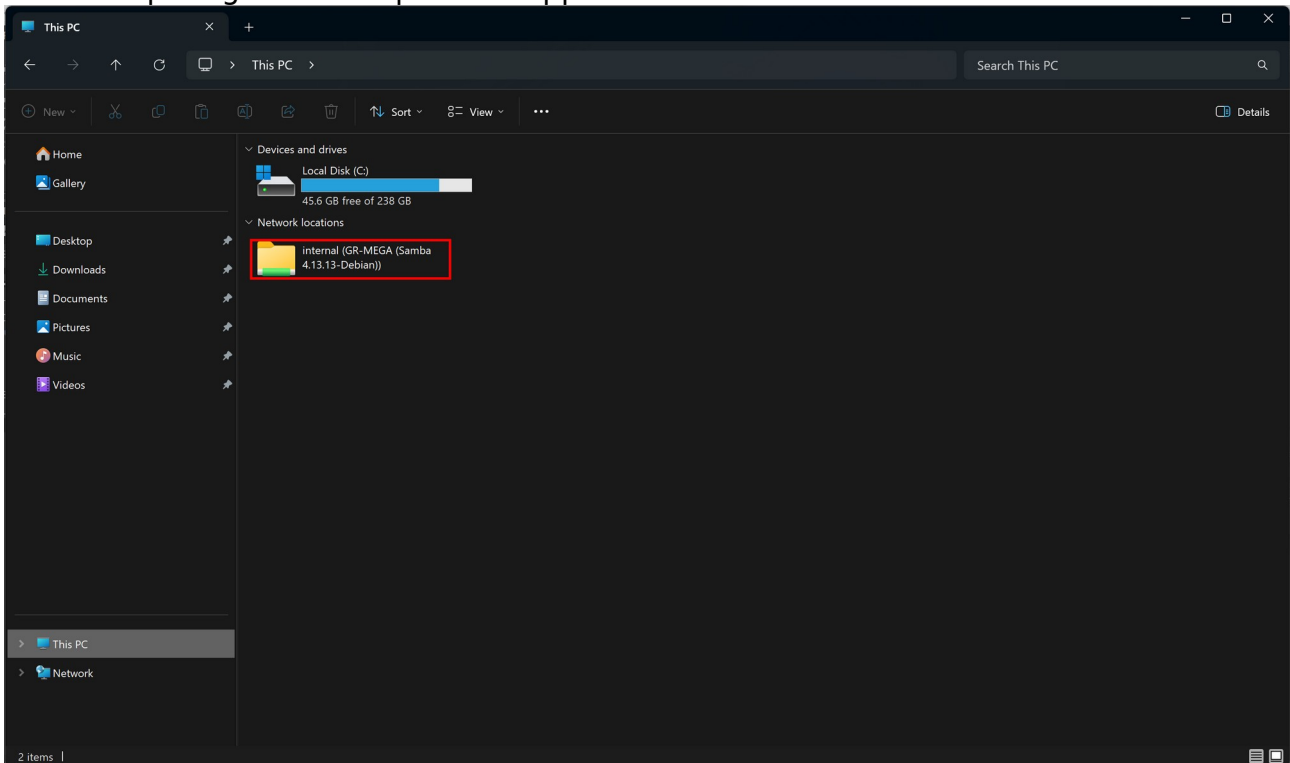 This PC
This PC
Search This PC
New
Sort
View
Details
Home
Gallery
Desktop
Downloads
Documents
Pictures
Music
Videos
This PC
Network
Devices and drives
Local Disk (C:)
45.6 GB free of 238 GB
Network locations
internal (GR-MEGA (Samba
4.13.13-Debian))
2 items